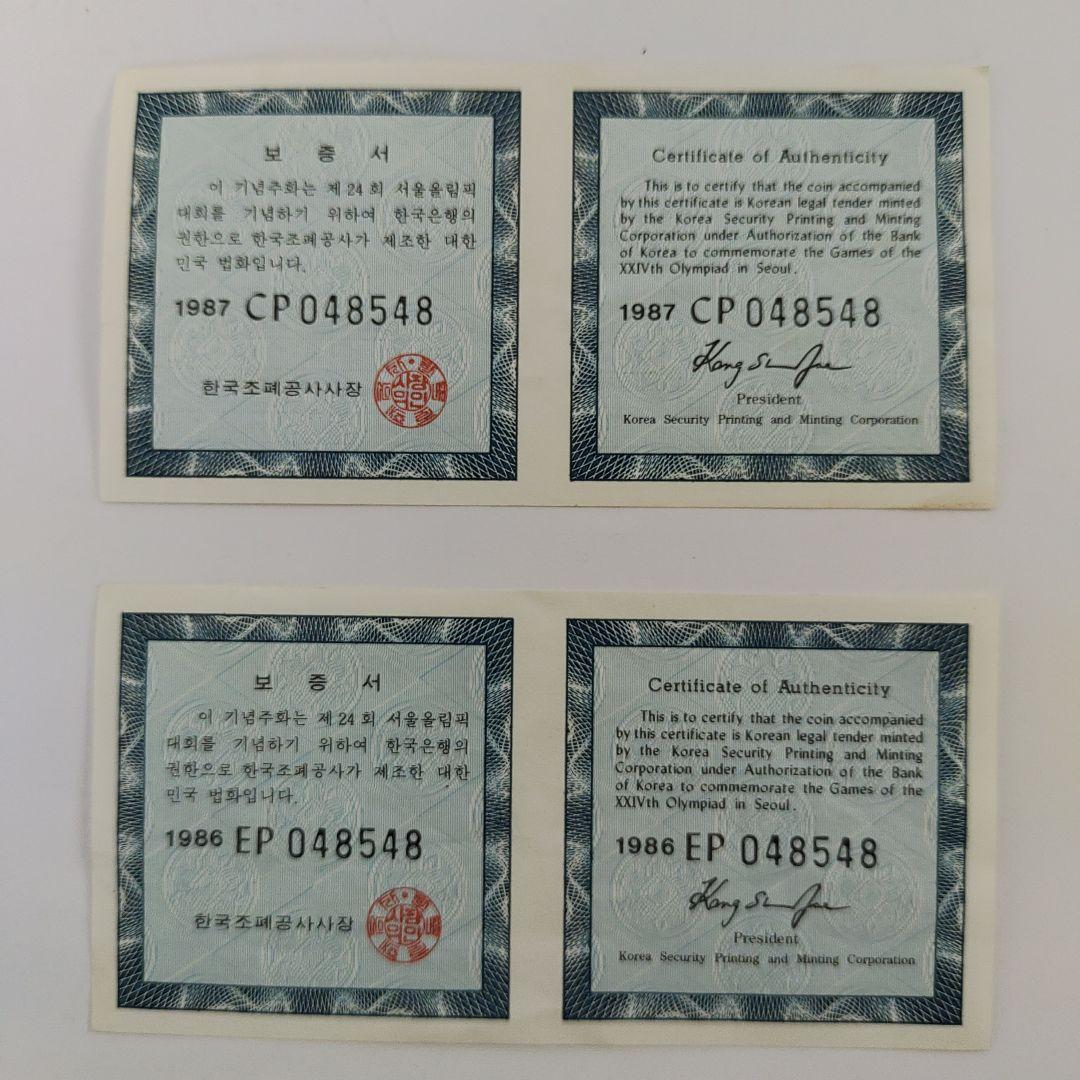 보 증 서
이 기념주화는 제 24 회 서울올림픽
대회를 기념하기 위하여 한국은행의
권한으로 한국조폐공사가 제조한 대한
민국 법화입니다.
1987 CP 048548
한국조폐공사사장
Certificate of Authenticity
This is to certify that the coin accompanied
by this certificate is Korean legal tender minted
by the Korea Security Printing and Minting
Corporation under Authorization of the Bank
of Korea to commemorate the Games of the
XXIVth Olympiad in Seoul.
1987 CP 048548
President
Korea Security Printing and Minting Corporation
보 증 서
이 기념주화는 제 24 회 서울올림픽
대회를 기념하기 위하여 한국은행의
권한으로 한국조폐공사가 제조한 대한
민국 법화입니다.
1986 EP 048548
한국조폐공사사장
Certificate of Authenticity
This is to certify that the coin accompanied
by this certificate is Korean legal tender minted
by the Korea Security Printing and Minting
Corporation under Authorization of the Bank
of Korea to commemorate the Games of the
XXIVth Olympiad in Seoul.
1986 EP 048548
President
Korea Security Printing and Minting Corporation